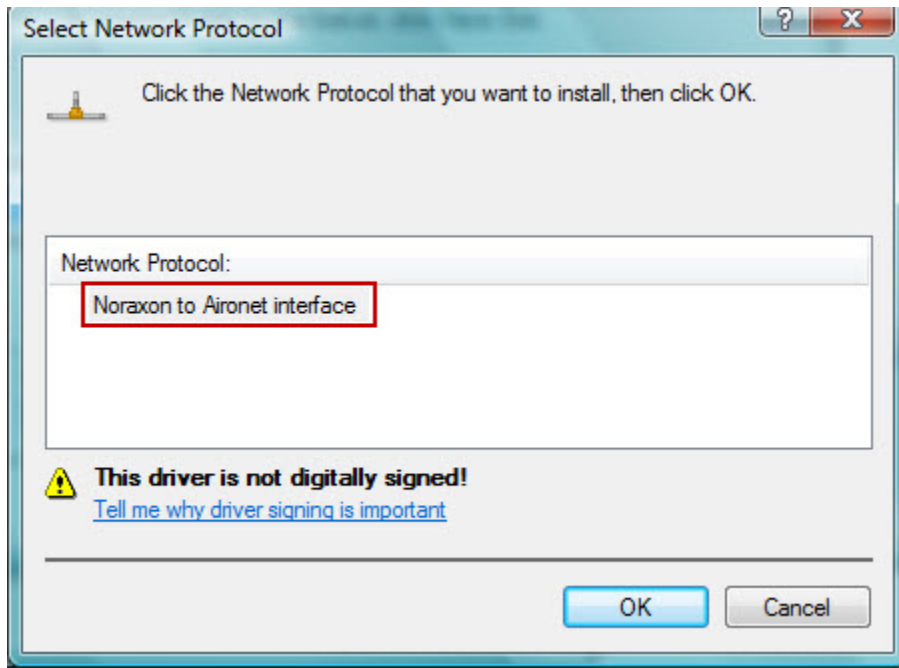 Select Network Protocol
Click the Network Protocol that you want to install, then click OK.
Network Protocol:
Noraxon to Aironet interface
This driver is not digitally signed!
Tell me why driver signing is important
OK Cancel